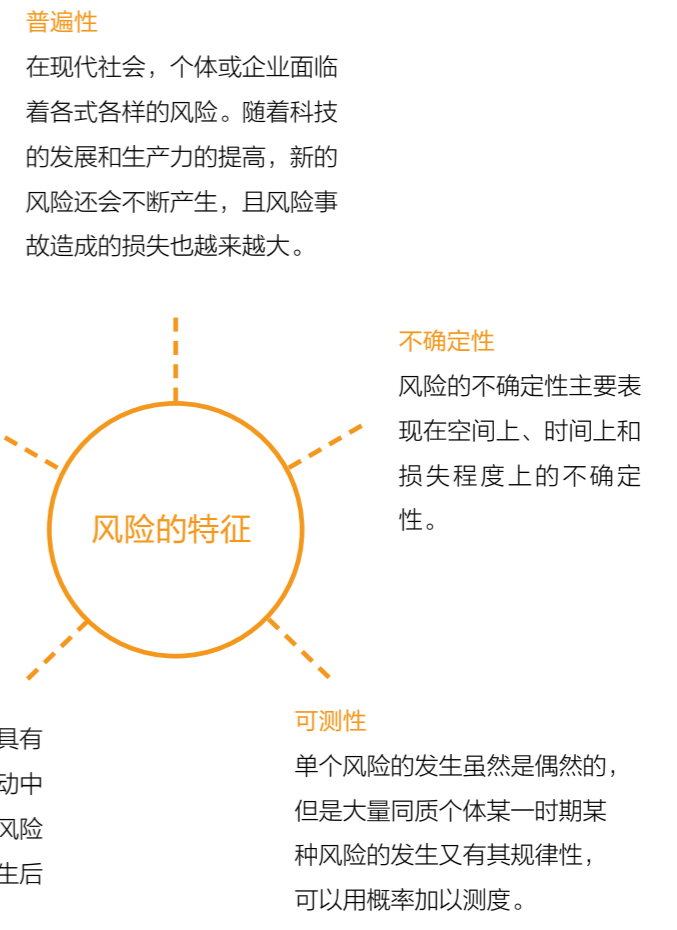 普遍性
在现代社会，个体或企业面临
着各式各样的风险。随着科技
的发展和生产力的提高，新的
风险还会不断产生，且风险事
故造成的损失也越来越大。
不确定性
风险的不确定性主要表
现在空间上、时间上和
损失程度上的不确定
性。
风险的特征
具有
动中
风险
生后
可测性
单个风险的发生虽然是偶然的，
但是大量同质个体某一时期某
种风险的发生又有其规律性，
可以用概率加以测度。